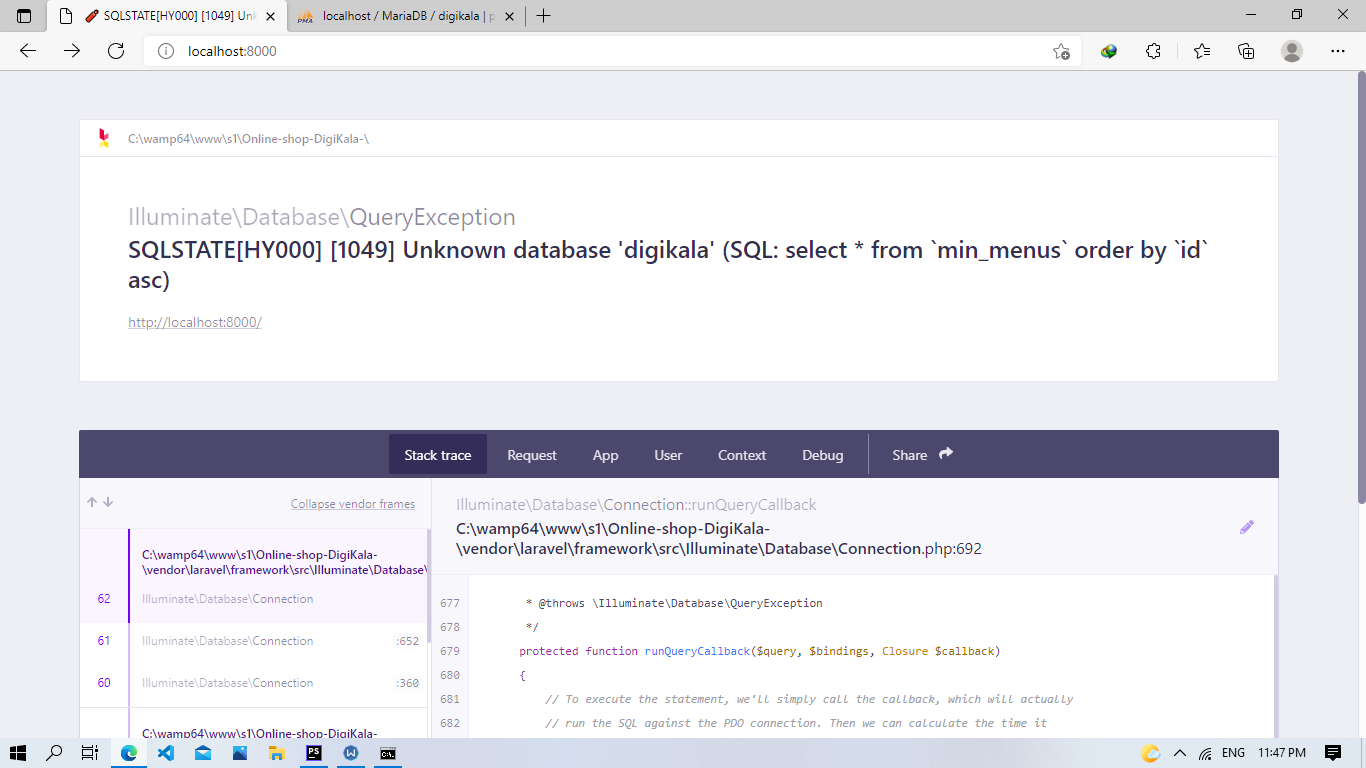 SQLSTATE[HY000] [1049] Unk
localhost / MariaDB / digikala | p
localhost:8000
C:\wamp64\www\s1\Online-shop-DigiKala-\
Illuminate\Database\QueryException
SQLSTATE[HY000] [1049] Unknown database 'digikala' (SQL: select * from `min_menus` order by `id`
asc)
http://localhost:8000/
Stack trace
Request
App
User
Context
Debug
Share
Collapse vendor frames
C:\wamp64\www\s1\Online-shop-DigiKala-
\vendor\laravel\framework\src\Illuminate\Database\
62 Illuminate\Database\Connection
61 Illuminate\Database\Connection :652
60 Illuminate\Database\Connection :360
C:\wamp64\www\s1\Online-shop-DigiKala-
Illuminate\Database\Connection::runQueryCallback
C:\wamp64\www\s1\Online-shop-DigiKala-
\vendor\laravel\framework\src\Illuminate\Database\Connection.php:692
677 * @throws \Illuminate\Database\QueryException
678 */
679 protected function runQueryCallback($query, $bindings, Closure $callback)
680 {
681 // To execute the statement, we'll simply call the callback, which will actually
682 // run the SQL against the PDO connection. Then we can calculate the time it
ENG
11:47 PM